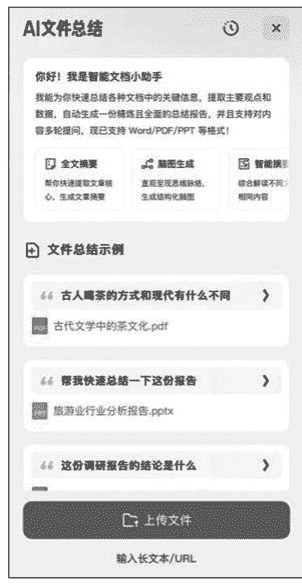 AI文件总结
你好！我是智能文档小助手
我能为你快速总结各种文档中的关键信息，提取主要观点和
数据，自动生成一份精炼且全面的总结报告，并且支持对内
容多轮提问，现已支持 Word/PDF/PPT 等格式！
全文摘要
帮你快速提取文章核
心、生成文章摘要
脑图生成
直观呈现思维脉络，
生成结构化脑图
智能摘
综合解读不同
相同内容
文件总结示例
古人喝茶的方式和现代有什么不同
PDF 古代文学中的茶文化.pdf
帮我快速总结一下这份报告
PPT 旅游业行业分析报告.pptx
这份调研报告的结论是什么
上传文件
输入长文本/URL